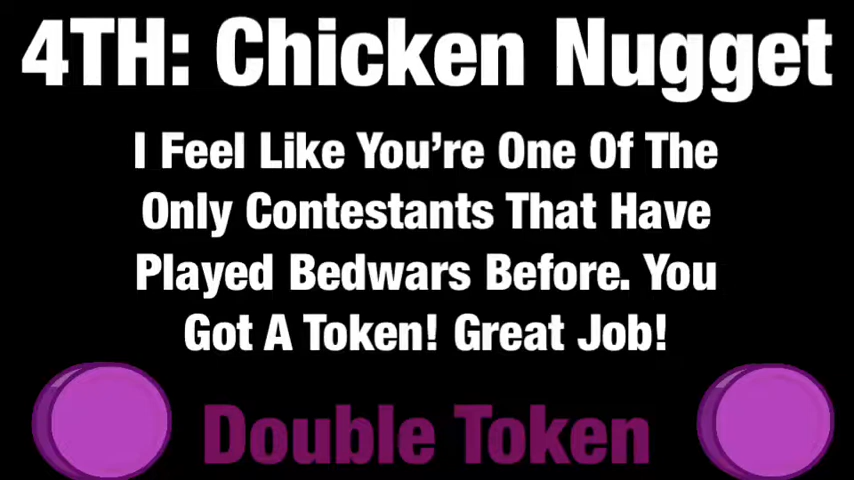 4TH: Chicken Nugget
I Feel Like You’re One Of The
Only Contestants That Have
Played Bedwars Before. You
Got A Token! Great Job!
Double Token